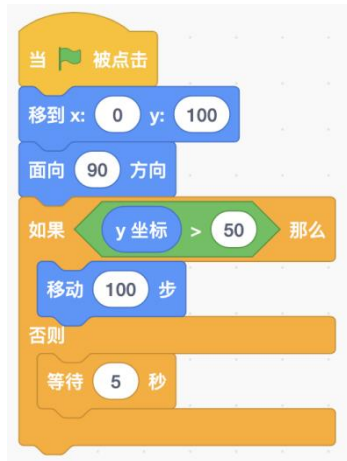 当 被点击
移到 x: 0 y: 100
面向 90 方向
如果 y 坐标 > 50 那么
移动 100 步
否则
等待 5 秒